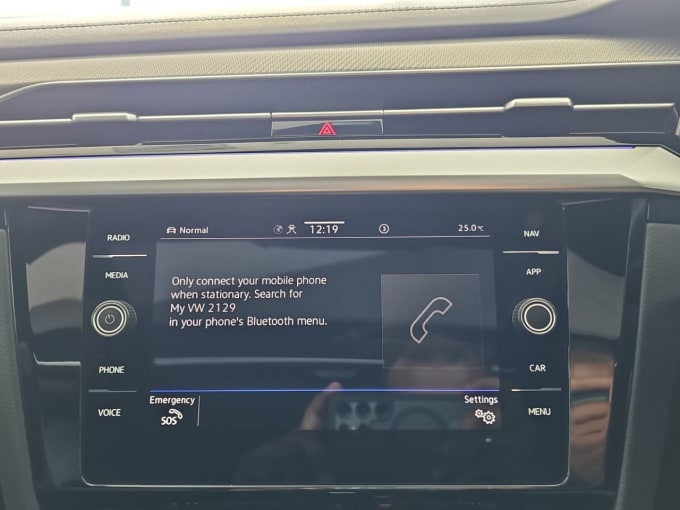 Normal
12:19
3
25.0°C
RADIO
MEDIA
PHONE
VOICE
NAV
APP
CAR
MENU
Only connect your mobile phone
when stationary. Search for
My VW 2129
in your phone's Bluetooth menu.
Emergency
SOS
Settings